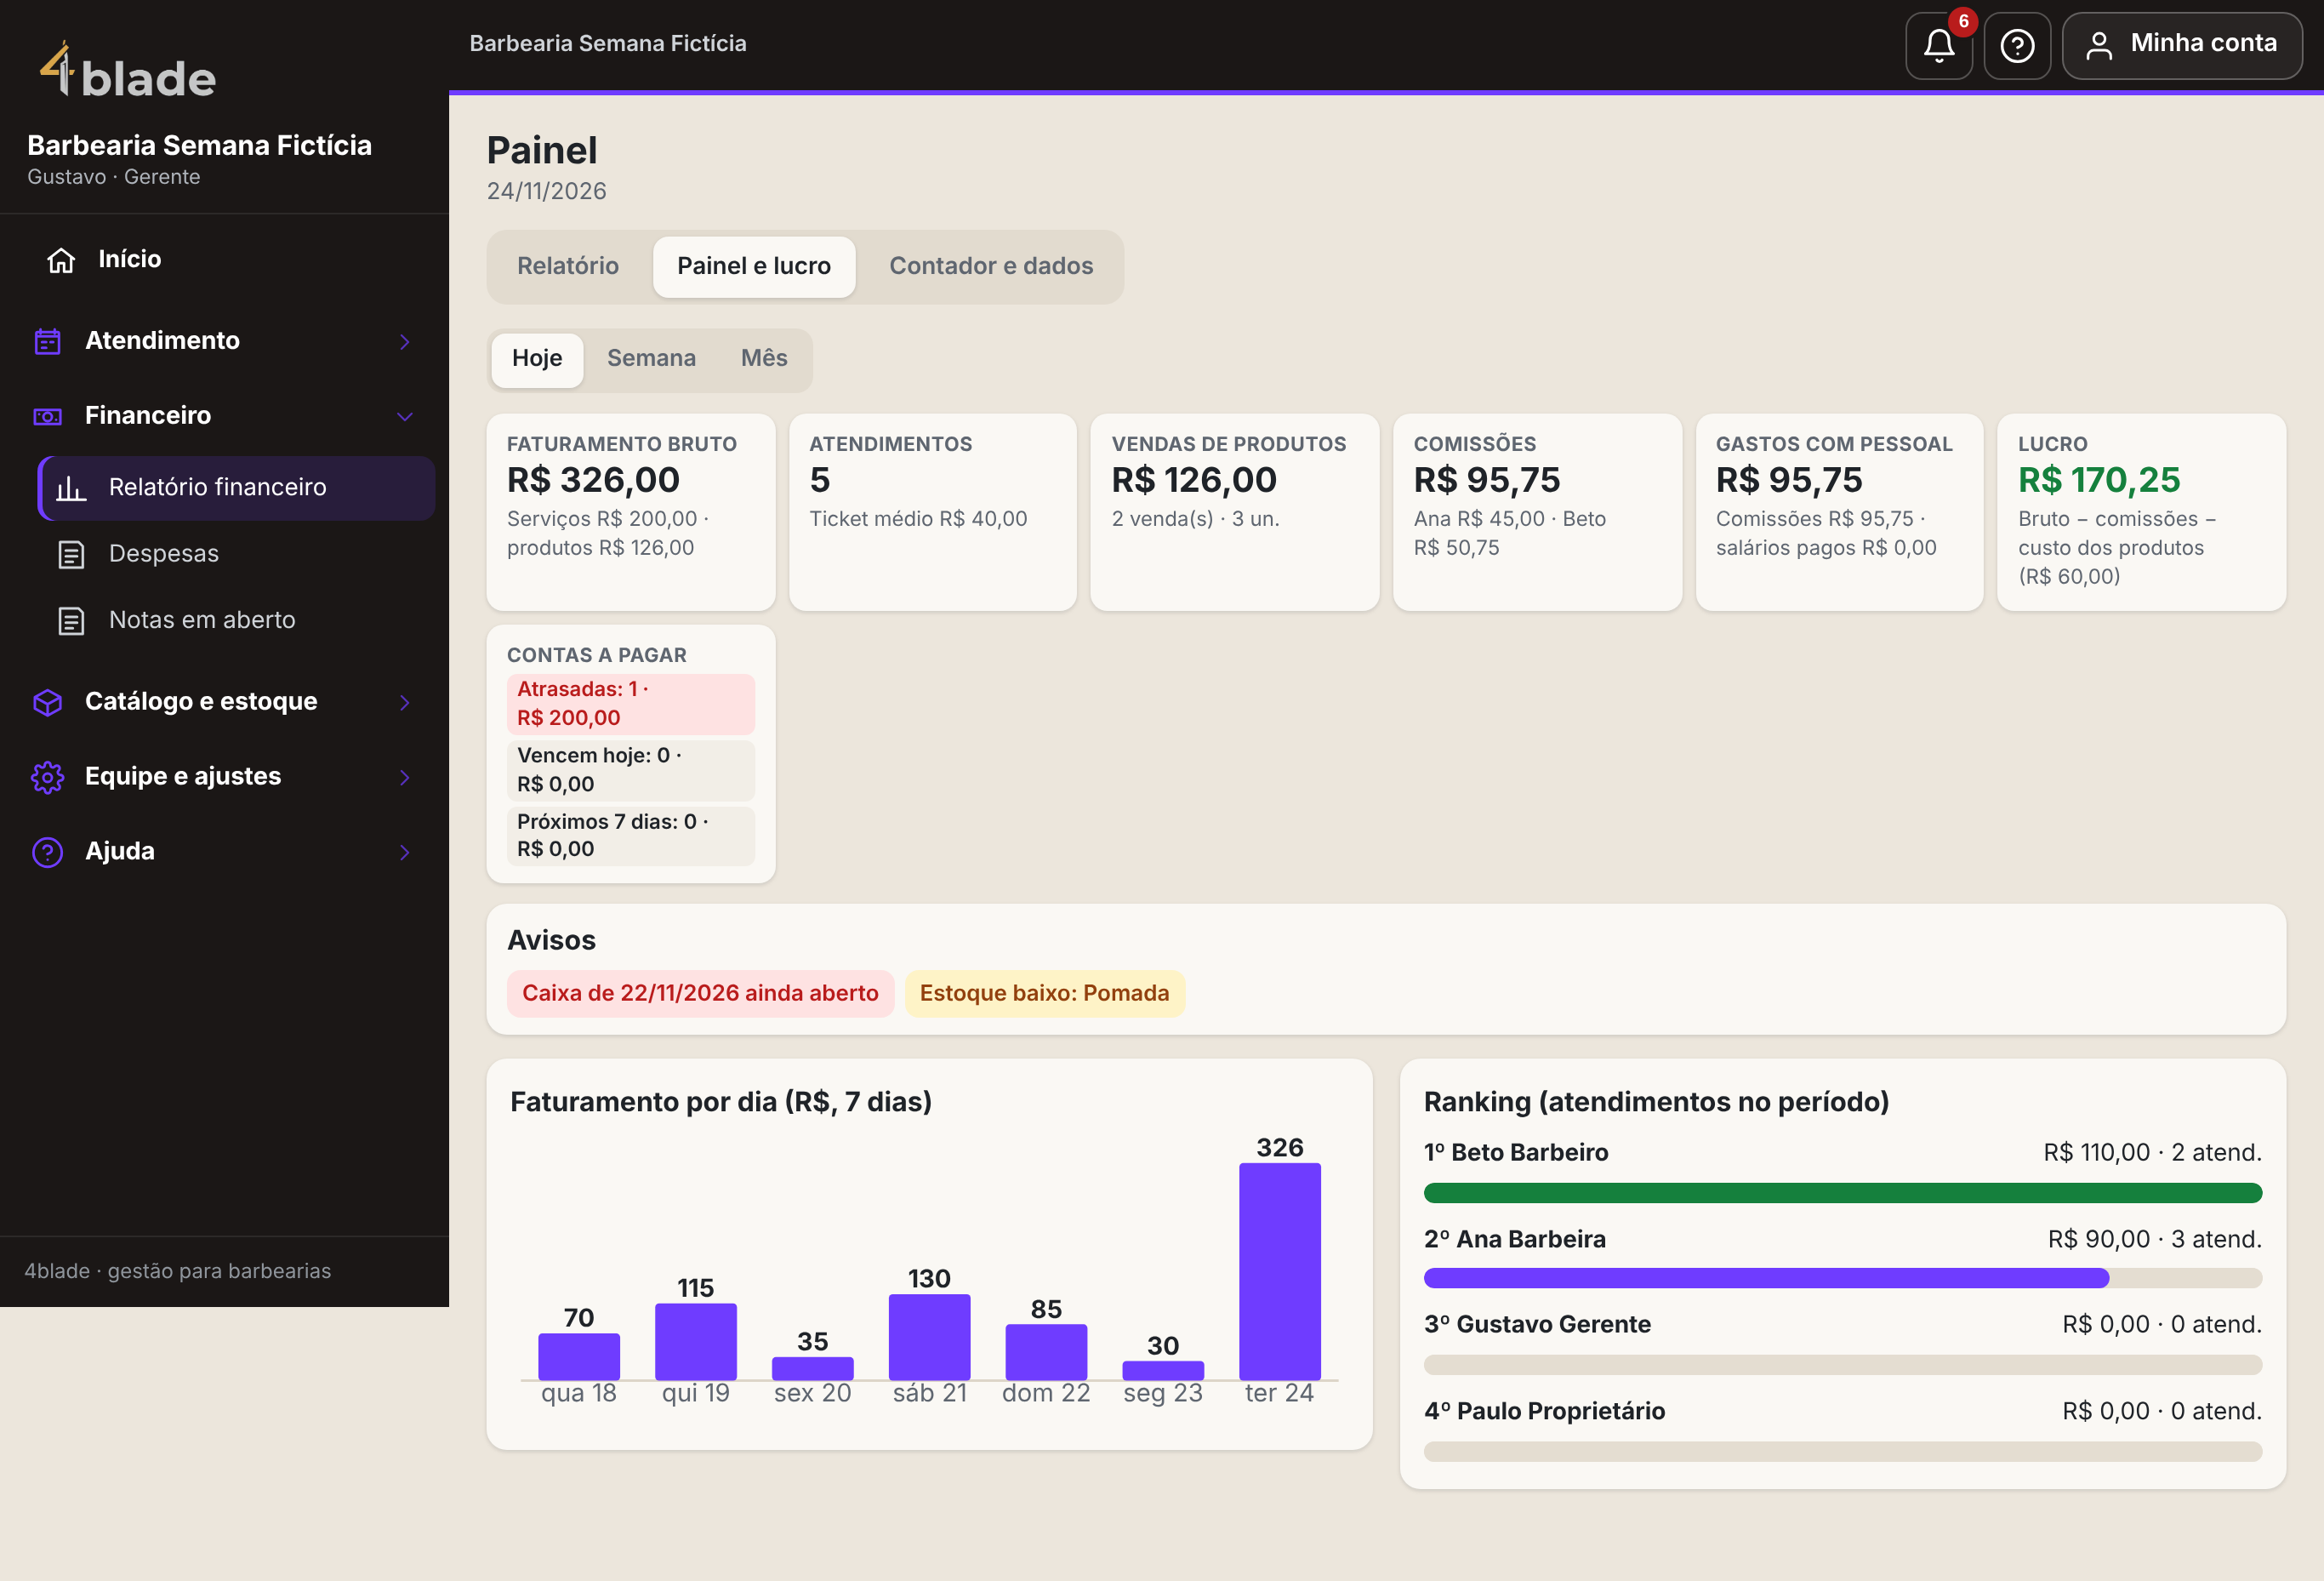 4blade
Barbearia Semana Fictícia
Gustavo · Gerente
Início
Atendimento
Financeiro
Relatório financeiro
Despesas
Notas em aberto
Catálogo e estoque
Equipe e ajustes
Ajuda
4blade · gestão para barbearias
Barbearia Semana Fictícia
6
Minha conta
Painel
24/11/2026
Relatório
Painel e lucro
Contador e dados
Hoje
Semana
Mês
FATURAMENTO BRUTO
R$ 326,00
Serviços R$ 200,00 ·
produtos R$ 126,00
ATENDIMENTOS
5
Ticket médio R$ 40,00
VENDAS DE PRODUTOS
R$ 126,00
2 venda(s) · 3 un.
COMISSÕES
R$ 95,75
Ana R$ 45,00 · Beto
R$ 50,75
GASTOS COM PESSOAL
R$ 95,75
Comissões R$ 95,75 ·
salários pagos R$ 0,00
LUCRO
R$ 170,25
Bruto − comissões −
custo dos produtos
(R$ 60,00)
CONTAS A PAGAR
Atrasadas: 1 ·
R$ 200,00
Vencem hoje: 0 ·
R$ 0,00
Próximos 7 dias: 0 ·
R$ 0,00
Avisos
Caixa de 22/11/2026 ainda aberto
Estoque baixo: Pomada
Faturamento por dia (R$, 7 dias)
70
115
35
130
85
30
326
qua 18
qui 19
sex 20
sáb 21
dom 22
seg 23
ter 24
Ranking (atendimentos no período)
1º Beto Barbeiro
R$ 110,00 · 2 atend.
2º Ana Barbeira
R$ 90,00 · 3 atend.
3º Gustavo Gerente
R$ 0,00 · 0 atend.
4º Paulo Proprietário
R$ 0,00 · 0 atend.